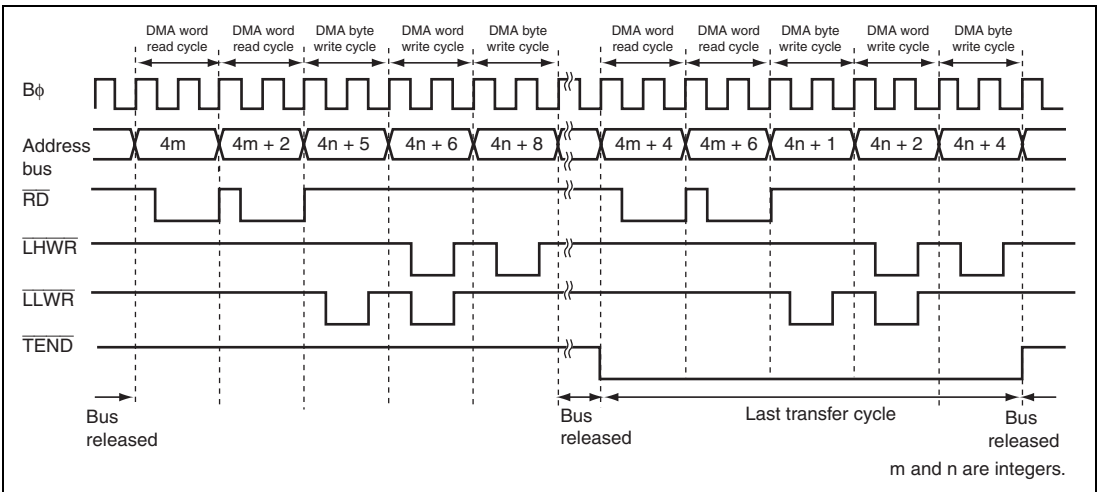 DMA word read cycle DMA word read cycle DMA byte write cycle DMA word write cycle DMA byte write cycle DMA word read cycle DMA word read cycle DMA byte write cycle DMA word write cycle DMA byte write cycle
Bϕ
Address bus 4m 4m + 2 4n + 5 4n + 6 4n + 8 4m + 4 4m + 6 4n + 1 4n + 2 4n + 4
RD
LHWR
LLWR
TEND
Bus released Bus released Last transfer cycle Bus released
m and n are integers.